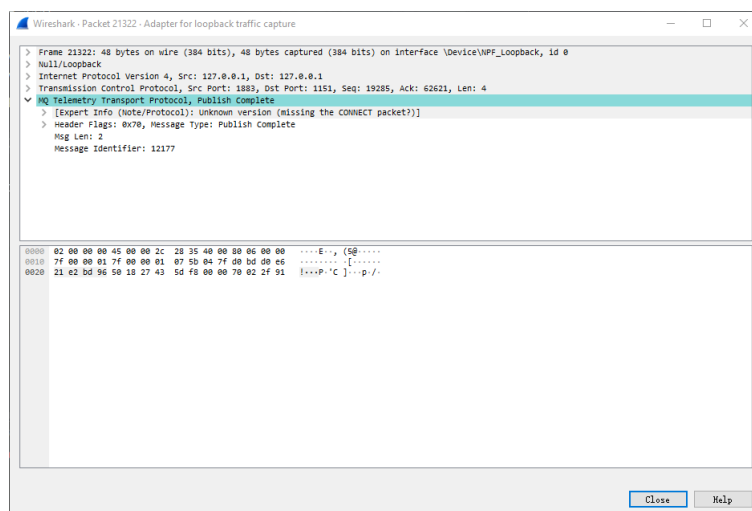 Wireshark · Packet 21322 · Adapter for loopback traffic capture
> Frame 21322: 48 bytes on wire (384 bits), 48 bytes captured (384 bits) on interface \Device\NPF_Loopback, id 0
> Null/Loopback
> Internet Protocol Version 4, Src: 127.0.0.1, Dst: 127.0.0.1
> Transmission Control Protocol, Src Port: 1883, Dst Port: 1151, Seq: 19285, Ack: 62621, Len: 4
MQ Telemetry Transport Protocol, Publish Complete
> [Expert Info (Note/Protocol): Unknown version (missing the CONNECT packet?)]
> Header Flags: 0x70, Message Type: Publish Complete
Msg Len: 2
Message Identifier: 12177
0000 02 00 00 00 45 00 00 2c 28 35 40 00 80 06 00 00 ····E··, (5@·····
0010 7f 00 00 01 7f 00 00 01 07 5b 04 7f d0 bd d0 e6 ········ ·[······
0020 21 e2 bd 96 50 18 27 43 5d f8 00 00 70 02 2f 91 !···P·'C ]···p·/·
Close Help